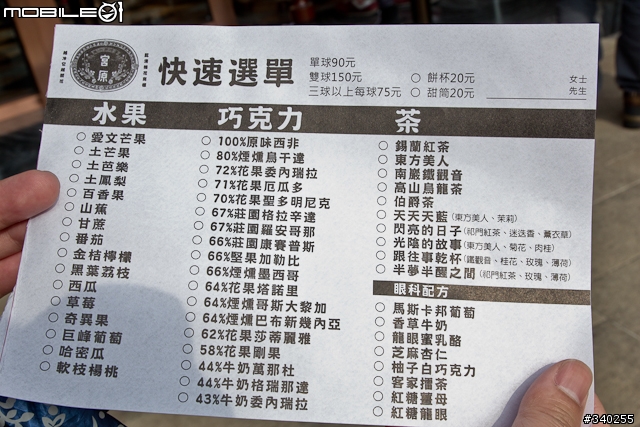 MOBILE01
宮原
快速選單
單球90元
雙球150元 ○ 餅杯20元
三球以上每球75元 ○ 甜筒20元
女士
先生
水果
○ 愛文芒果
○ 土芒果
○ 土芭樂
○ 土鳳梨
○ 百香果
○ 山蕉
○ 甘蔗
○ 番茄
○ 金桔檸檬
○ 黑葉荔枝
○ 西瓜
○ 草莓
○ 奇異果
○ 巨峰葡萄
○ 哈密瓜
○ 軟枝楊桃
巧克力
○ 100%原味西非
○ 80%煙燻烏干達
○ 72%花果委內瑞拉
○ 71%花果厄瓜多
○ 70%花果聖多明尼克
○ 67%莊園格拉辛達
○ 67%莊園羅安哥那
○ 66%莊園康賽普斯
○ 66%堅果加勒比
○ 66%煙燻墨西哥
○ 64%花果塔諾里
○ 64%煙燻哥斯大黎加
○ 64%煙燻巴布新幾內亞
○ 62%花果莎蒂羅雅
○ 58%花果剛果
○ 44%牛奶萬那杜
○ 44%牛奶格瑞那達
○ 43%牛奶委內瑞拉
茶
○ 錫蘭紅茶
○ 東方美人
○ 南巖鐵觀音
○ 高山烏龍茶
○ 伯爵茶
○ 天天天藍(東方美人、茉莉)
○ 閃亮的日子(祁門紅茶、迷迭香、薰衣草)
○ 光陰的故事(東方美人、菊花、肉桂)
○ 跟往事乾杯(鐵觀音、桂花、玫瑰、薄荷)
○ 半夢半醒之間(祁門紅茶、玫瑰、薄荷)
眼科配方
○ 馬斯卡邦葡萄
○ 香草牛奶
○ 龍眼蜜乳酪
○ 芝麻杏仁
○ 柚子白巧克力
○ 客家擂茶
○ 紅糖薑母
○ 紅糖龍眼
#340255